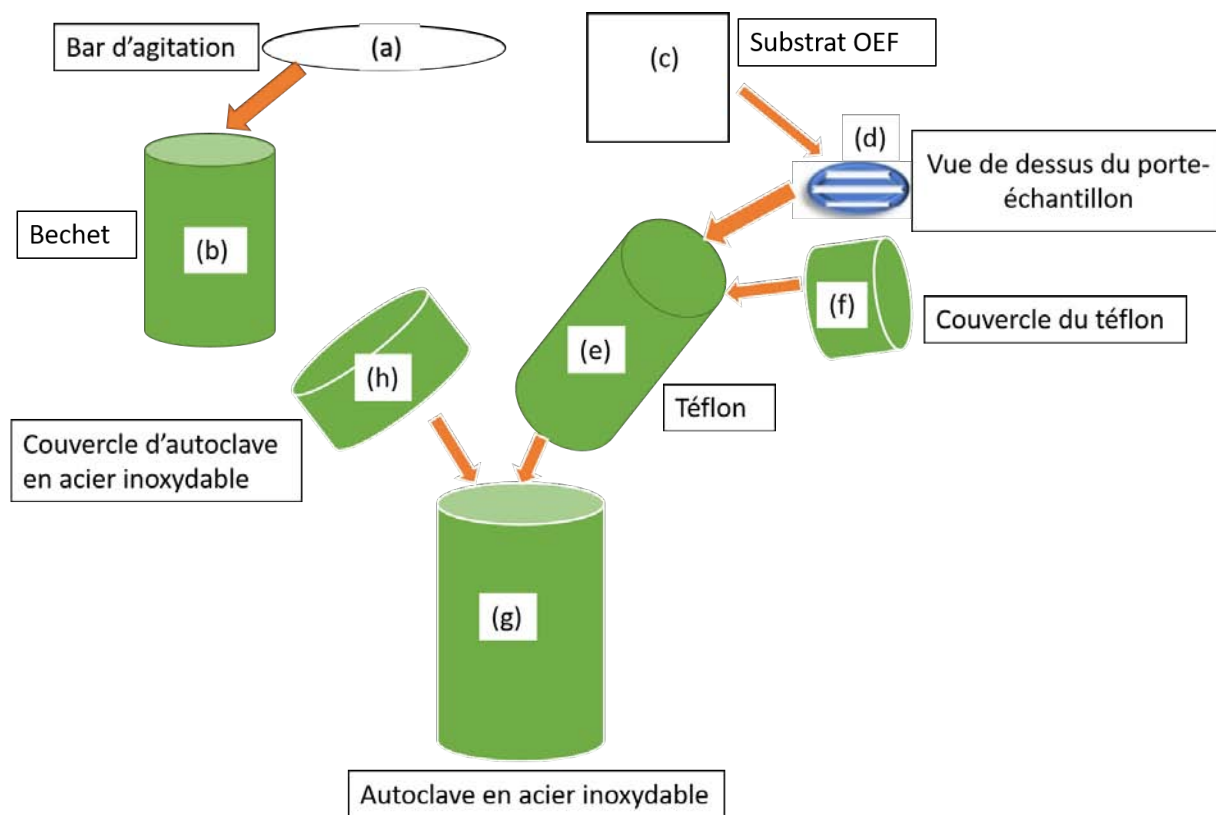 Bar d'agitation
(a)
(c)
Substrat OEF
(d)
Vue de dessus du porte-
échantillon
Bechet
(b)
(f)
Couvercle du téflon
(e)
(h)
Téflon
Couvercle d'autoclave
en acier inoxydable
(g)
Autoclave en acier inoxydable